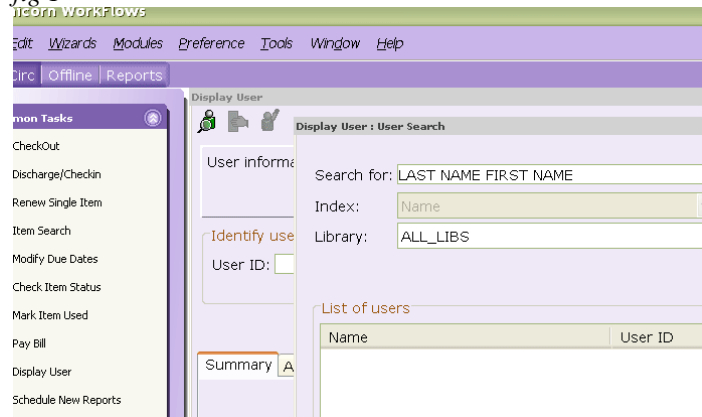 fig
nicorn WorkFlows
Edit Wizards Modules Preference Tools Window Help
Circ Offline Reports
mon Tasks
CheckOut
Discharge/Checkin
Renew Single Item
Item Search
Modify Due Dates
Check Item Status
Mark Item Used
Pay Bill
Display User
Schedule New Reports
Display User
User informa
Identify use
User ID:
Summary A
Display User : User Search
Search for: LAST NAME FIRST NAME
Index: Name
Library: ALL_LIBS
List of users
Name User ID